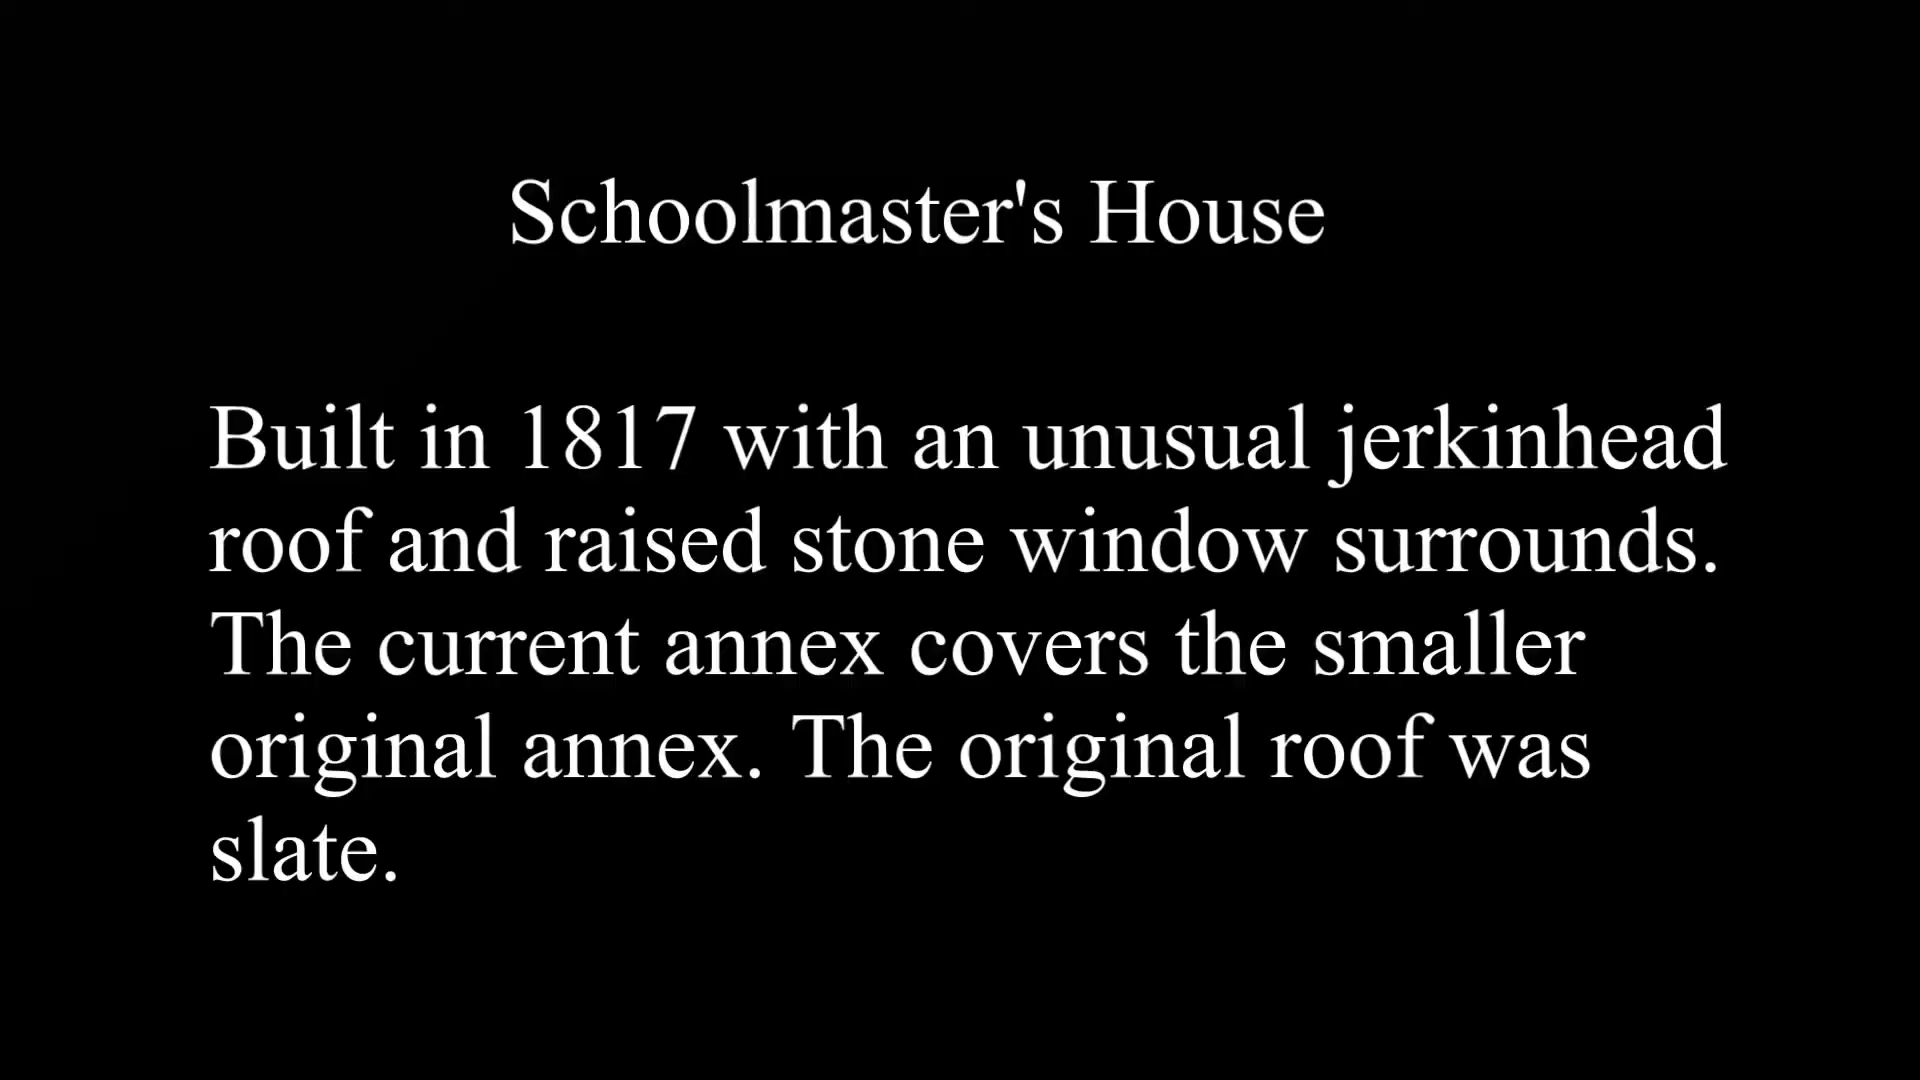 Schoolmaster's House
Built in 1817 with an unusual jerkinhead
roof and raised stone window surrounds.
The current annex covers the smaller
original annex. The original roof was
slate.